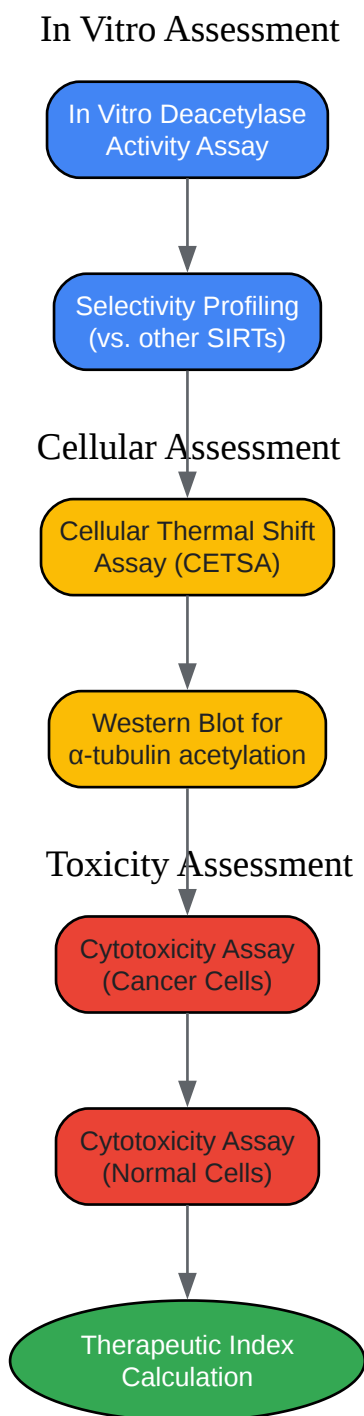 In Vitro Assessment
In Vitro Deacetylase
Activity Assay
Selectivity Profiling
(vs. other SIRTs)
Cellular Assessment
Cellular Thermal Shift
Assay (CETSA)
Western Blot for
α-tubulin acetylation
Toxicity Assessment
Cytotoxicity Assay
(Cancer Cells)
Cytotoxicity Assay
(Normal Cells)
Therapeutic Index
Calculation